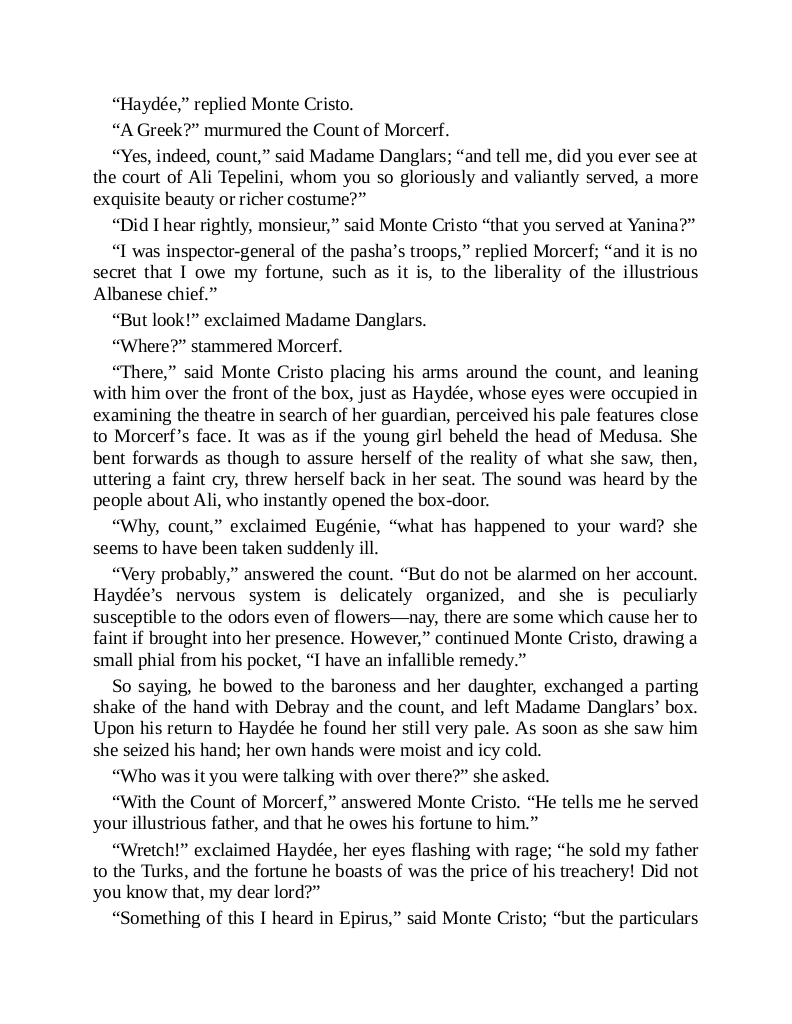 “Haydée,” replied Monte Cristo.
“A Greek?” murmured the Count of Morcerf.
“Yes, indeed, count,” said Madame Danglars; “and tell me, did you ever see at
the court of Ali Tepelini, whom you so gloriously and valiantly served, a more
exquisite beauty or richer costume?”
“Did I hear rightly, monsieur,” said Monte Cristo “that you served at Yanina?”
“I was inspector-general of the pasha’s troops,” replied Morcerf; “and it is no
secret that I owe my fortune, such as it is, to the liberality of the illustrious
Albanese chief.”
“But look!” exclaimed Madame Danglars.
“Where?” stammered Morcerf.
“There,” said Monte Cristo placing his arms around the count, and leaning
with him over the front of the box, just as Haydée, whose eyes were occupied in
examining the theatre in search of her guardian, perceived his pale features close
to Morcerf’s face. It was as if the young girl beheld the head of Medusa. She
bent forwards as though to assure herself of the reality of what she saw, then,
uttering a faint cry, threw herself back in her seat. The sound was heard by the
people about Ali, who instantly opened the box-door.
“Why, count,” exclaimed Eugénie, “what has happened to your ward? she
seems to have been taken suddenly ill.
“Very probably,” answered the count. “But do not be alarmed on her account.
Haydée’s nervous system is delicately organized, and she is peculiarly
susceptible to the odors even of flowers—nay, there are some which cause her to
faint if brought into her presence. However,” continued Monte Cristo, drawing a
small phial from his pocket, “I have an infallible remedy.”
So saying, he bowed to the baroness and her daughter, exchanged a parting
shake of the hand with Debray and the count, and left Madame Danglars’ box.
Upon his return to Haydée he found her still very pale. As soon as she saw him
she seized his hand; her own hands were moist and icy cold.
“Who was it you were talking with over there?” she asked.
“With the Count of Morcerf,” answered Monte Cristo. “He tells me he served
your illustrious father, and that he owes his fortune to him.”
“Wretch!” exclaimed Haydée, her eyes flashing with rage; “he sold my father
to the Turks, and the fortune he boasts of was the price of his treachery! Did not
you know that, my dear lord?”
“Something of this I heard in Epirus,” said Monte Cristo; “but the particulars